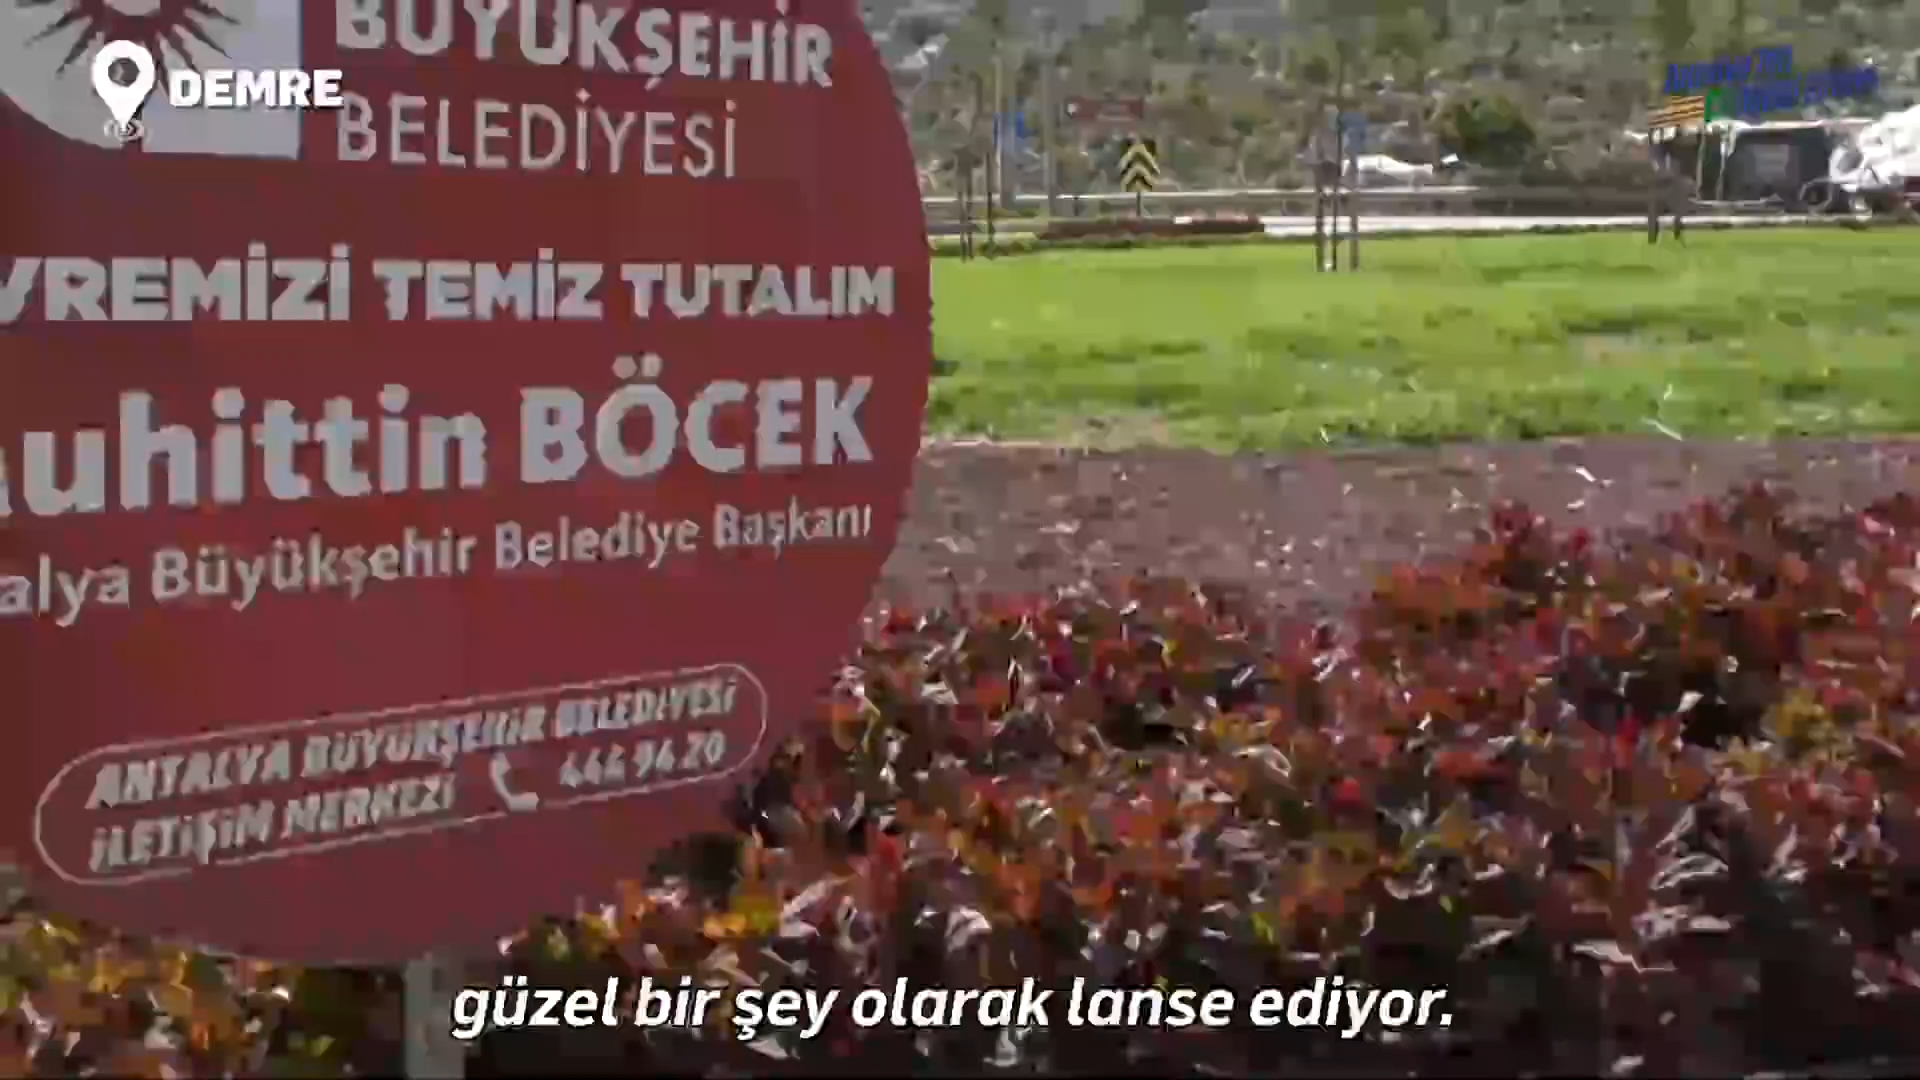 BÜYÜKŞEHİR
DEMRE
BELEDİYESİ
VREMİZİ TEMİZ TUTALIM
uhittin BÖCEK
alya Büyükşehir Belediye Başkanı
ANTALYA BÜYÜKŞEHİR BELEDİYESİ
İLETİŞİM MERKEZİ 444 94 20
güzel bir şey olarak lanse ediyor.